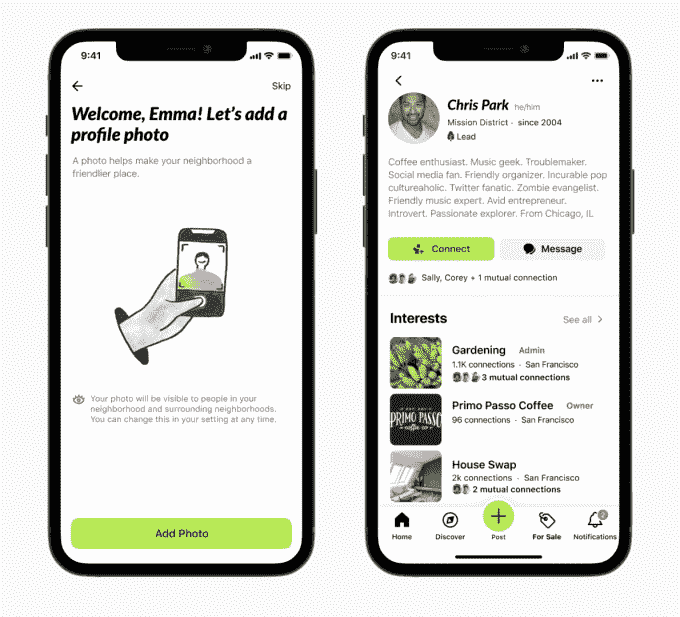 9:41
Skip
Welcome, Emma! Let's add a
profile photo
A photo helps make your neighborhood a
friendlier place.
Your photo will be visible to people in your
neighborhood and surrounding neighborhoods.
You can change this in your setting at any time.
Add Photo
9:41
Chris Park he/him
Mission District · since 2004
Lead
Coffee enthusiast. Music geek. Troublemaker.
Social media fan. Friendly organizer. Incurable pop
cultureaholic. Twitter fanatic. Zombie evangelist.
Friendly music expert. Avid entrepreneur.
Introvert. Passionate explorer. From Chicago, IL
Connect Message
Sally, Corey + 1 mutual connection
Interests See all
Gardening Admin
1.1K connections · San Francisco
3 mutual connections
PRIMO PASSO
coffee co.
Primo Passo Coffee Owner
96 connections · San Francisco
House Swap
2k connections · San Francisco
2 mutual connections
Home Discover Post For Sale Notifications